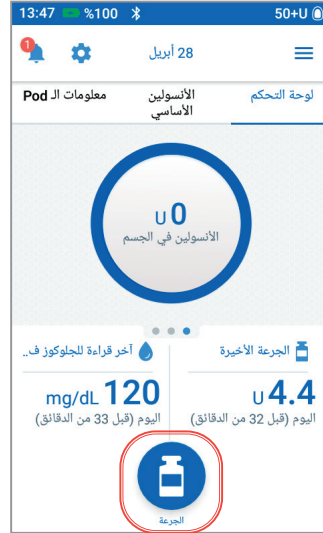 13:47 %100 50+U
1
28 أبريل
لوحة التحكم
الأنسولين الأساسي
معلومات الـ Pod
0 U
الأنسولين في الجسم
الجرعة الأخيرة
آخر قراءة للجلوكوز ف..
4.4 U
120 mg/dL
اليوم (قبل 32 من الدقائق)
اليوم (قبل 33 من الدقائق)
الجرعة